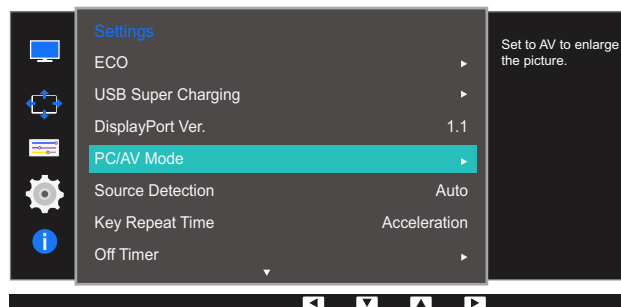 Settings
ECO
USB Super Charging
DisplayPort Ver. 1.1
PC/AV Mode
Source Detection Auto
Key Repeat Time Acceleration
Off Timer
Set to AV to enlarge
the picture.